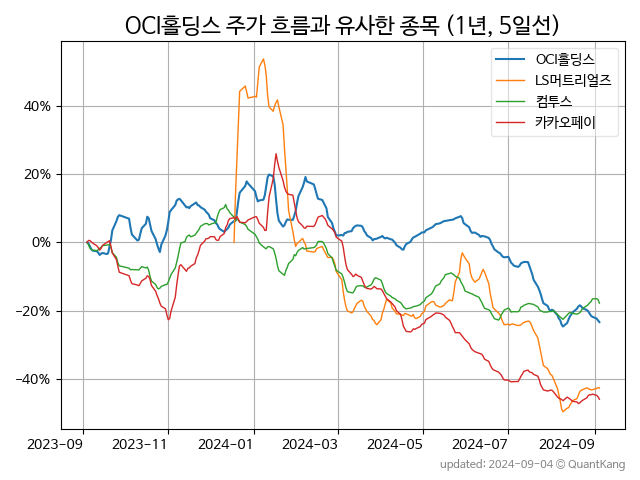 OCI홀딩스 주가 흐름과 유사한 종목 (1년, 5일선)
OCI홀딩스
LS머트리얼즈
컴투스
카카오페이
40%
20%
0%
−20%
−40%
2023-09 2023-11 2024-01 2024-03 2024-05 2024-07 2024-09
updated: 2024-09-04 © QuantKang